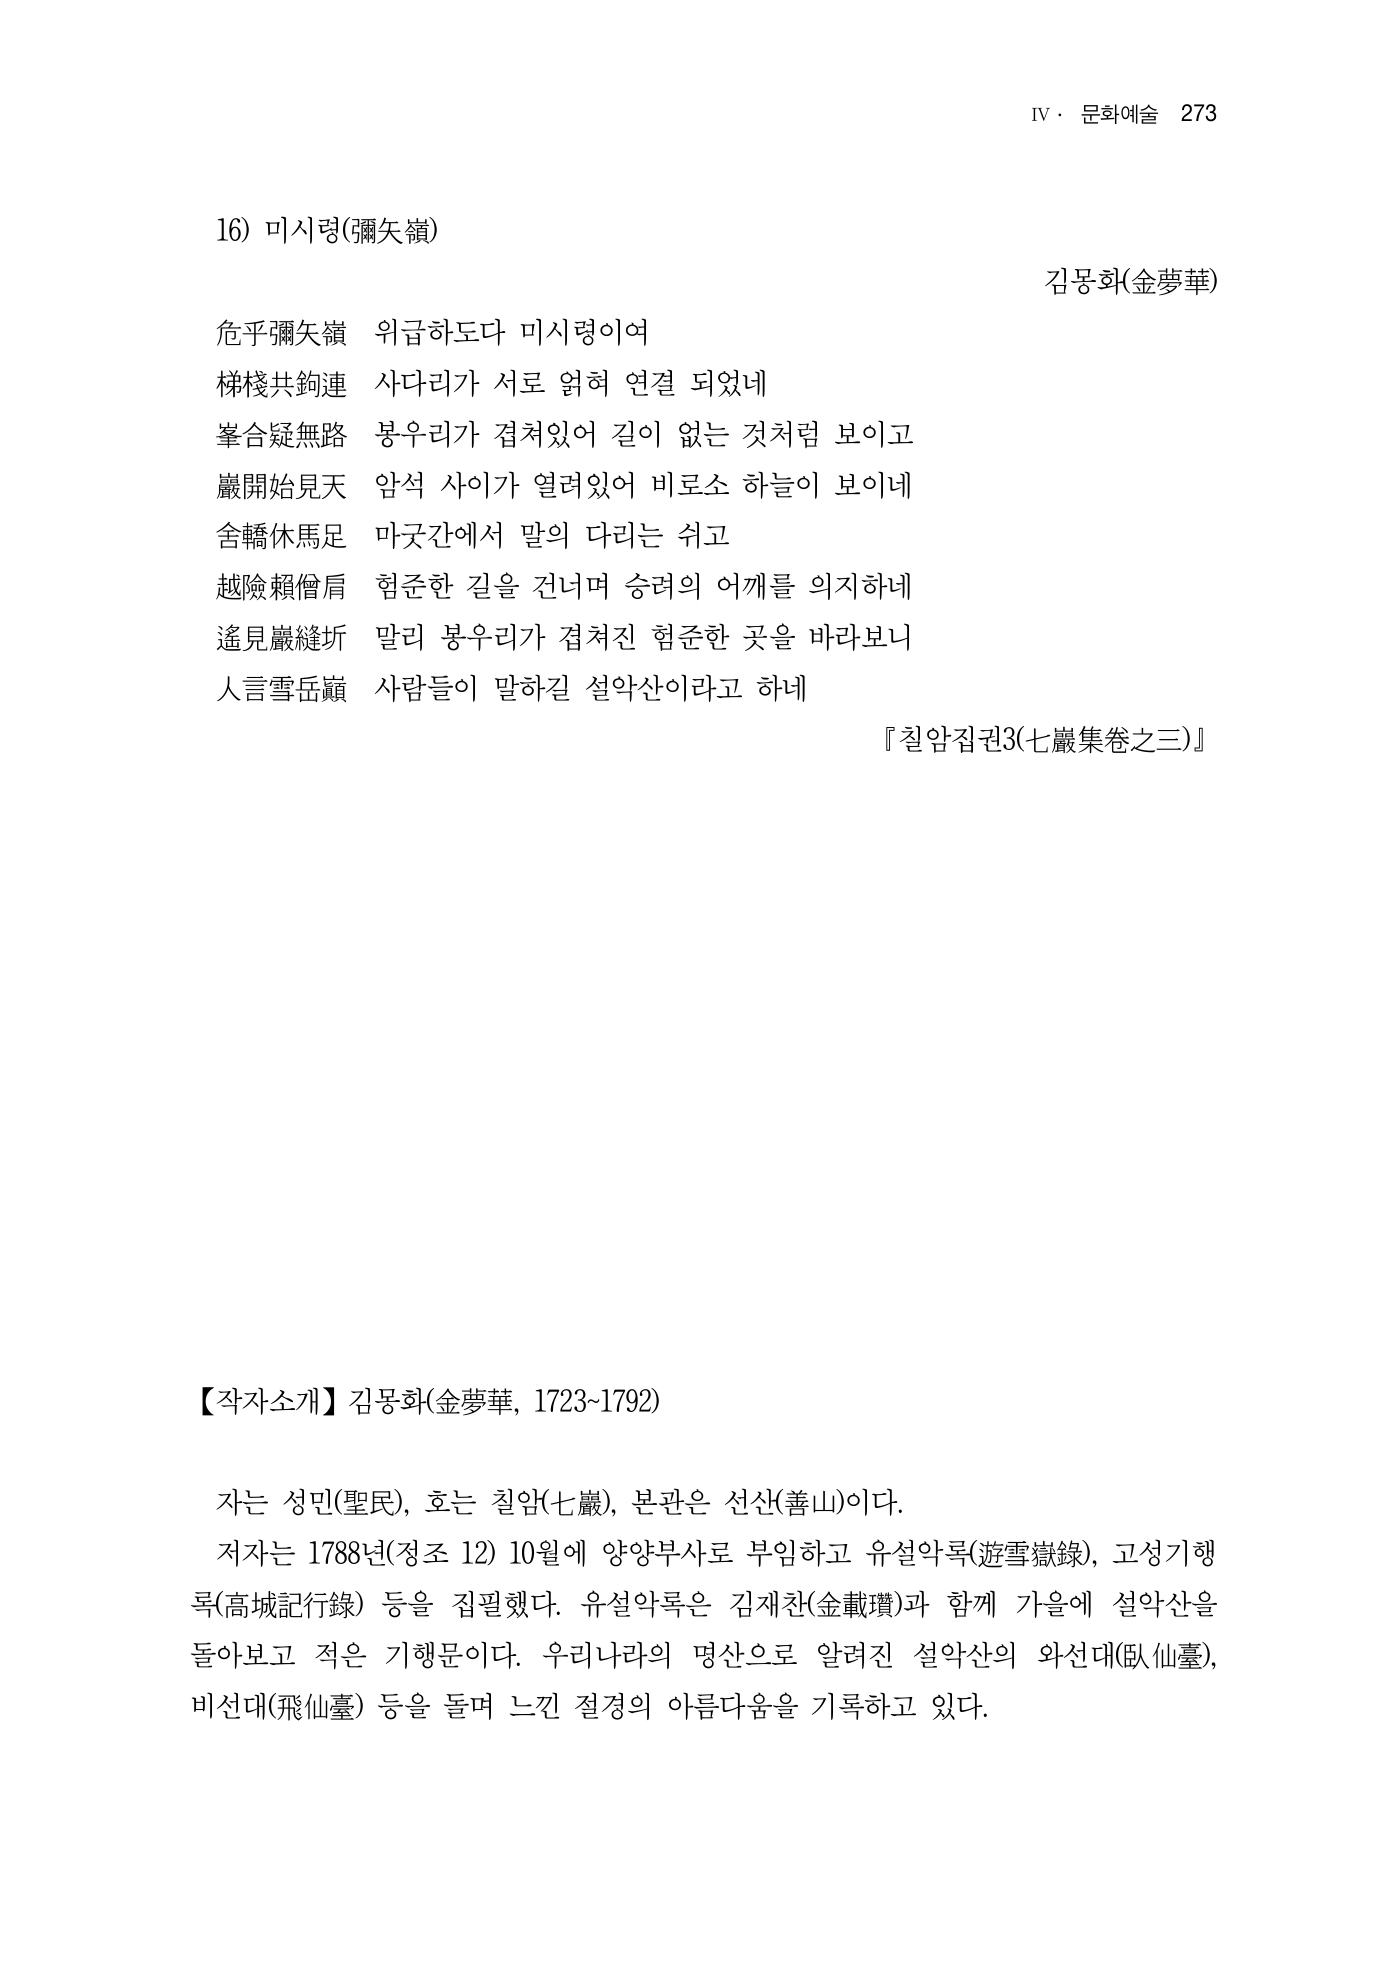 IV · 문화예술 273
16) 미시령(彌矢嶺)
김몽화(金夢華)
危乎彌矢嶺 위급하도다 미시령이여
梯棧共鉤連 사다리가 서로 얽혀 연결 되었네
峯合疑無路 봉우리가 겹쳐있어 길이 없는 것처럼 보이고
巖開始見天 암석 사이가 열려있어 비로소 하늘이 보이네
舍轎休馬足 마굿간에서 말의 다리는 쉬고
越險賴僧肩 험준한 길을 건너며 승려의 어깨를 의지하네
遙見巖縫圻 말리 봉우리가 겹쳐진 험준한 곳을 바라보니
人言雪岳巓 사람들이 말하길 설악산이라고 하네
『칠암집권3(七巖集卷之三)』
【작자소개】김몽화(金夢華, 1723~1792)
자는 성민(聖民), 호는 칠암(七巖), 본관은 선산(善山)이다.
저자는 1788년(정조 12) 10월에 양양부사로 부임하고 유설악록(遊雪嶽錄), 고성기행
록(高城記行錄) 등을 집필했다. 유설악록은 김재찬(金載瓚)과 함께 가을에 설악산을
돌아보고 적은 기행문이다. 우리나라의 명산으로 알려진 설악산의 와선대(臥仙臺),
비선대(飛仙臺) 등을 돌며 느낀 절경의 아름다움을 기록하고 있다.